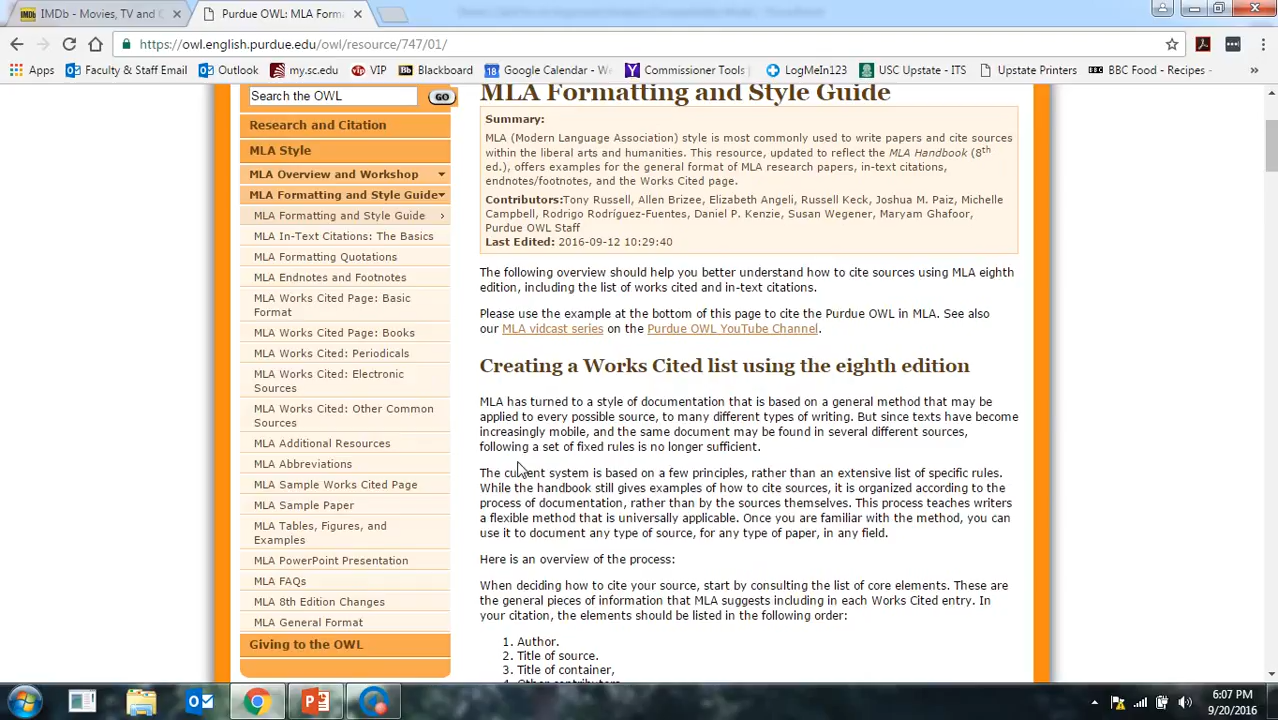 IMDb - Movies, TV and C
Purdue OWL: MLA Form
https://owl.english.purdue.edu/owl/resource/747/01/
Apps
Faculty & Staff Email
Outlook
my.sc.edu
VIP
Blackboard
Google Calendar - We
Commissioner Tools
LogMeIn123
USC Upstate - ITS
Upstate Printers
BBC Food - Recipes -
Search the OWL
GO
Research and Citation
MLA Style
MLA Overview and Workshop
MLA Formatting and Style Guide
MLA Formatting and Style Guide
MLA In-Text Citations: The Basics
MLA Formatting Quotations
MLA Endnotes and Footnotes
MLA Works Cited Page: Basic
Format
MLA Works Cited Page: Books
MLA Works Cited: Periodicals
MLA Works Cited: Electronic
Sources
MLA Works Cited: Other Common
Sources
MLA Additional Resources
MLA Abbreviations
MLA Sample Works Cited Page
MLA Sample Paper
MLA Tables, Figures, and
Examples
MLA PowerPoint Presentation
MLA FAQs
MLA 8th Edition Changes
MLA General Format
Giving to the OWL
MLA Formatting and Style Guide
Summary:
MLA (Modern Language Association) style is most commonly used to write papers and cite sources
within the liberal arts and humanities. This resource, updated to reflect the MLA Handbook (8th
ed.), offers examples for the general format of MLA research papers, in-text citations,
endnotes/footnotes, and the Works Cited page.
Contributors:Tony Russell, Allen Brizee, Elizabeth Angeli, Russell Keck, Joshua M. Paiz, Michelle
Campbell, Rodrigo Rodríguez-Fuentes, Daniel P. Kenzie, Susan Wegener, Maryam Ghafoor,
Purdue OWL Staff
Last Edited: 2016-09-12 10:29:40
The following overview should help you better understand how to cite sources using MLA eighth
edition, including the list of works cited and in-text citations.
Please use the example at the bottom of this page to cite the Purdue OWL in MLA. See also
our MLA vidcast series on the Purdue OWL YouTube Channel.
Creating a Works Cited list using the eighth edition
MLA has turned to a style of documentation that is based on a general method that may be
applied to every possible source, to many different types of writing. But since texts have become
increasingly mobile, and the same document may be found in several different sources,
following a set of fixed rules is no longer sufficient.
The current system is based on a few principles, rather than an extensive list of specific rules.
While the handbook still gives examples of how to cite sources, it is organized according to the
process of documentation, rather than by the sources themselves. This process teaches writers
a flexible method that is universally applicable. Once you are familiar with the method, you can
use it to document any type of source, for any type of paper, in any field.
Here is an overview of the process:
When deciding how to cite your source, start by consulting the list of core elements. These are
the general pieces of information that MLA suggests including in each Works Cited entry. In
your citation, the elements should be listed in the following order:
1. Author.
2. Title of source.
3. Title of container,
4. Other contributors
6:07 PM
9/20/2016